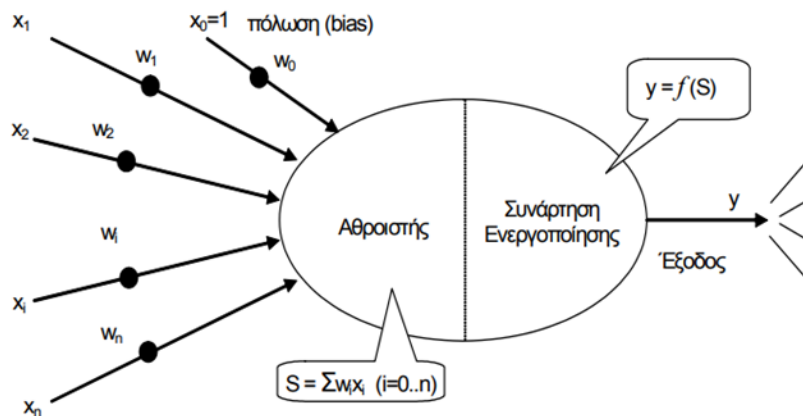 x1
x0=1 πόλωση (bias)
w1
w0
y = f (S)
x2
w2
Αθροιστής
Συνάρτηση
Ενεργοποίησης
y
Έξοδος
wi
xi
wn
S = Σwixi (i=0..n)
xn